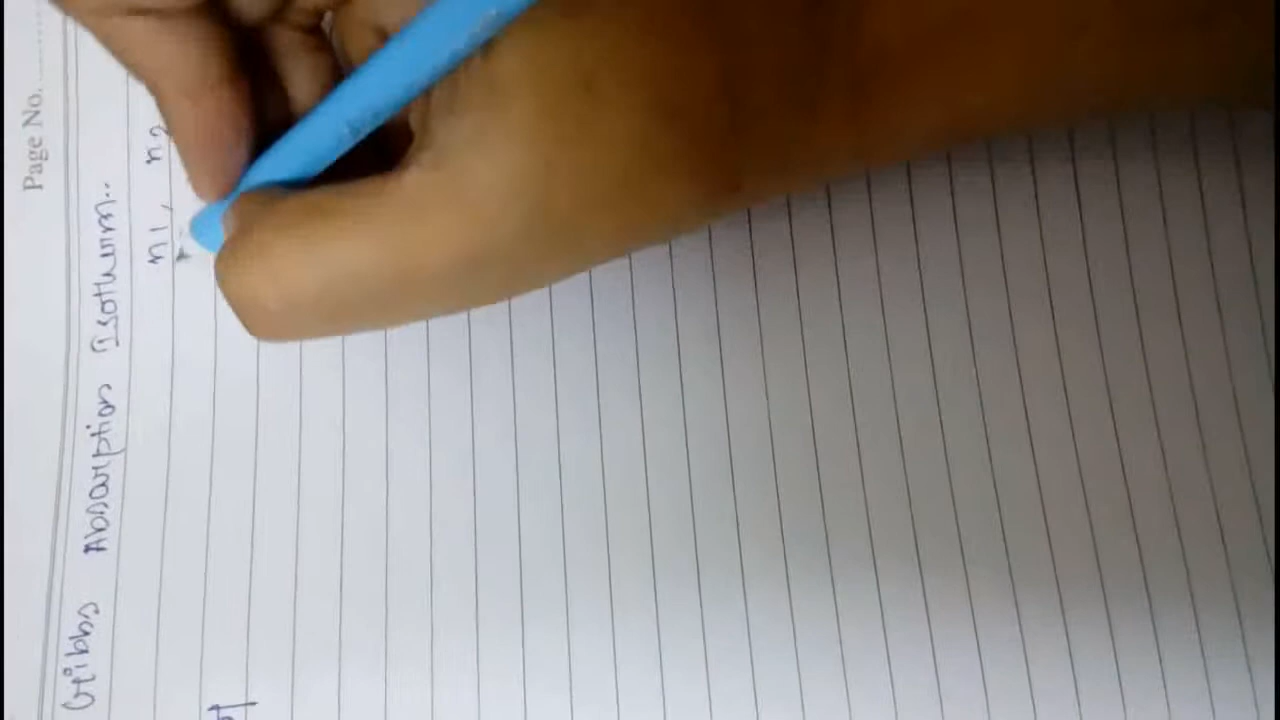 Page No. ..........
Gibbs Absorption Isotherm..
n1, n2